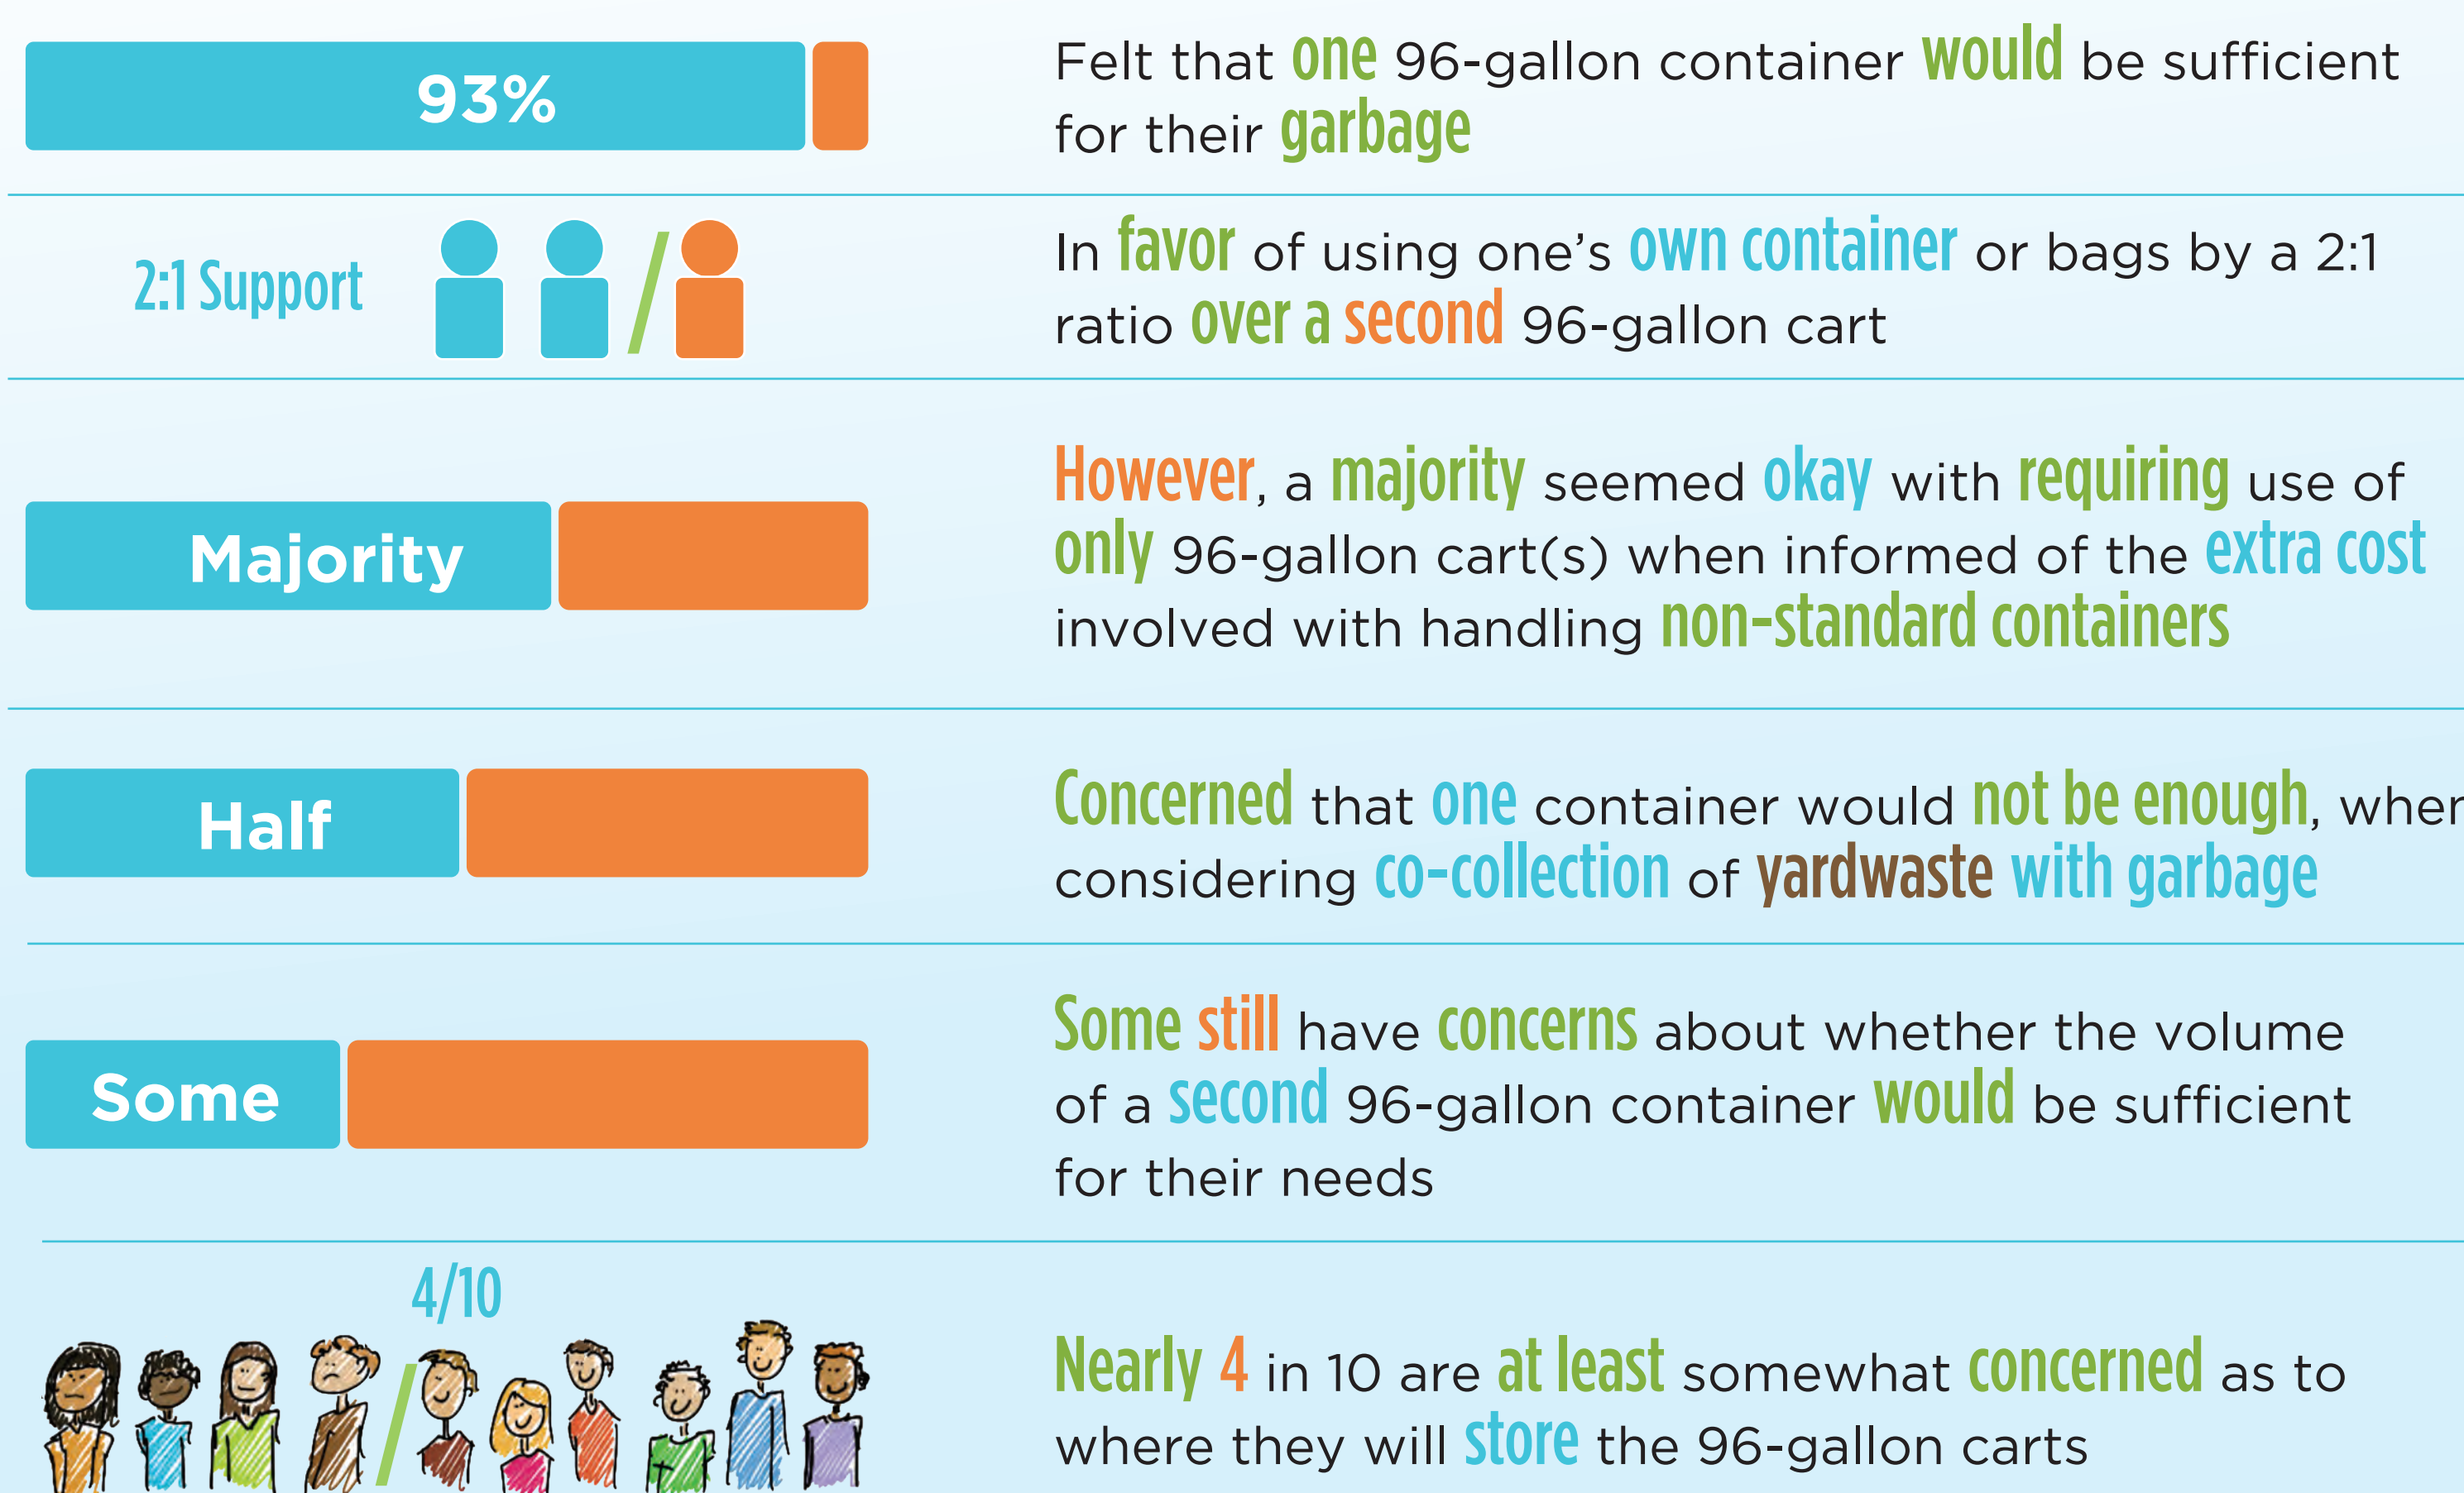 93%
Felt that one 96-gallon container would be sufficient
for their garbage
2:1 Support
In favor of using one's own container or bags by a 2:1
ratio over a second 96-gallon cart
Majority
However, a majority seemed okay with requiring use of
only 96-gallon cart(s) when informed of the extra cost
involved with handling non-standard containers
Half
Concerned that one container would not be enough,
considering co-collection of yardwaste with garbage
Some
Some still have concerns about whether the volume
of a second 96-gallon container would be sufficient
for their needs
4/10
Nearly 4 in 10 are at least somewhat concerned as to
where they will store the 96-gallon carts